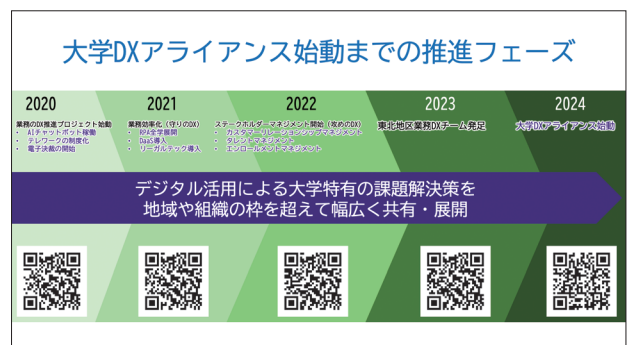 大学DXアライアンス始動までの推進フェーズ
2020
業務のDX推進プロジェクト始動
・ AIチャットボット稼働
・ テレワークの制度化
・ 電子決裁の開始
2021
業務効率化（守りのDX）
・ RPA全学展開
・ DaaS導入
・ リーガルテック導入
2022
ステークホルダーマネジメント開始（攻めのDX）
・ カスタマーリレーションシップマネジメント
・ タレントマネジメント
・ エンロールメントマネジメント
2023
東北地区業務DXチーム発足
2024
大学DXアライアンス始動
デジタル活用による大学特有の課題解決策を
地域や組織の枠を超えて幅広く共有・展開